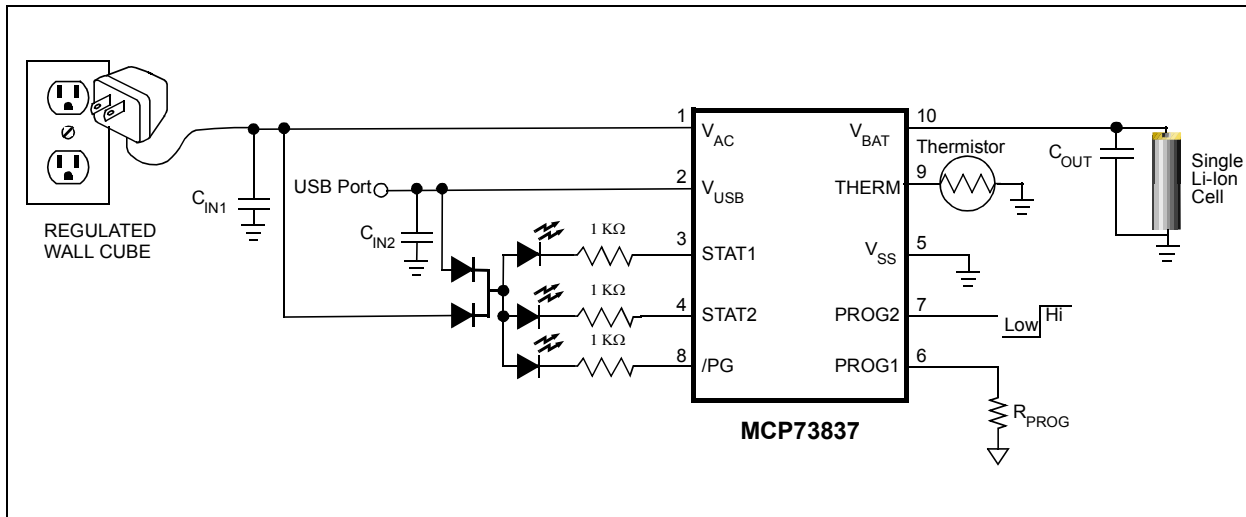 REGULATED
WALL CUBE
C_IN1
USB Port
C_IN2
1 KΩ
1 KΩ
1 KΩ
1
V_AC
2
V_USB
3
STAT1
4
STAT2
8
/PG
10
V_BAT
9
THERM
5
V_SS
7
PROG2
6
PROG1
MCP73837
Thermistor
C_OUT
Single
Li-Ion
Cell
Low
Hi
R_PROG